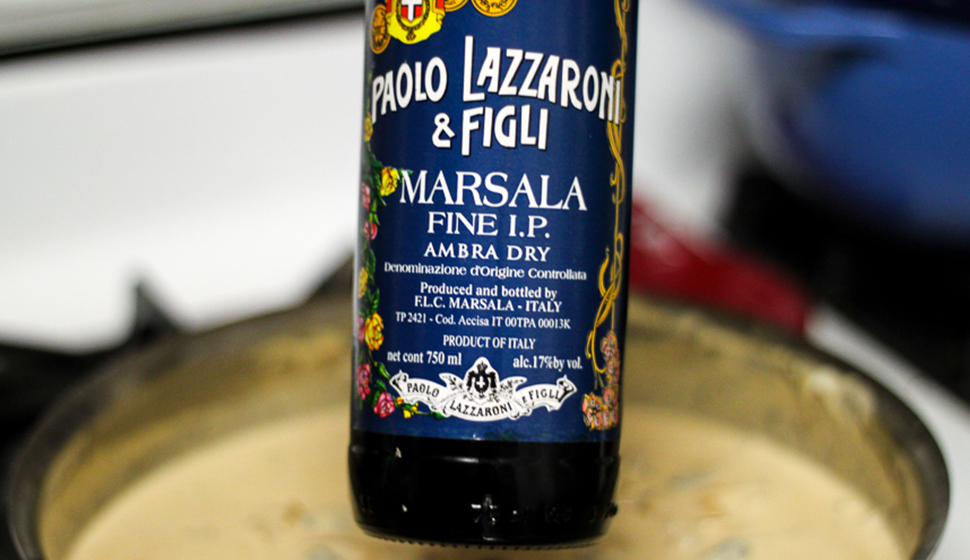 PAOLO LAZZARONI
& FIGLI
MARSALA
FINE I.P.
AMBRA DRY
Denominazione d'Origine Controllata
Produced and bottled by
F.L.C. MARSALA - ITALY
TP 2421 - Cod. Accisa IT 00TPA 00013K
PRODUCT OF ITALY
net cont 750 ml alc.17%by vol.
PAOLO LAZZARONI & FIGLI